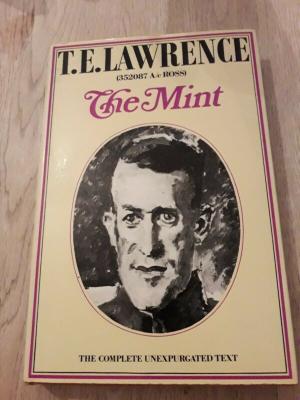 T.E.LAWRENCE
(352087 A/c ROSS)
The Mint
THE COMPLETE UNEXPURGATED TEXT